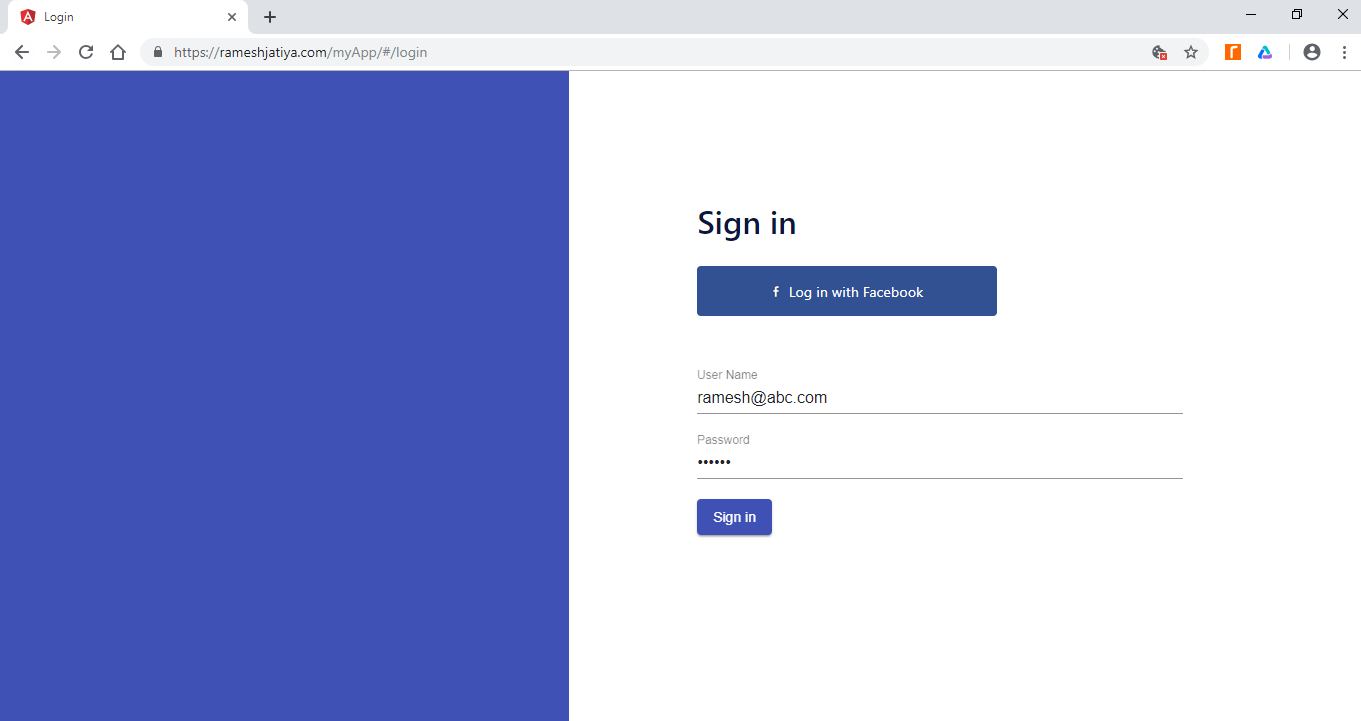 Login
https://rameshjatiya.com/myApp/#/login
Sign in
f Log in with Facebook
User Name
ramesh@abc.com
Password
••••••
Sign in